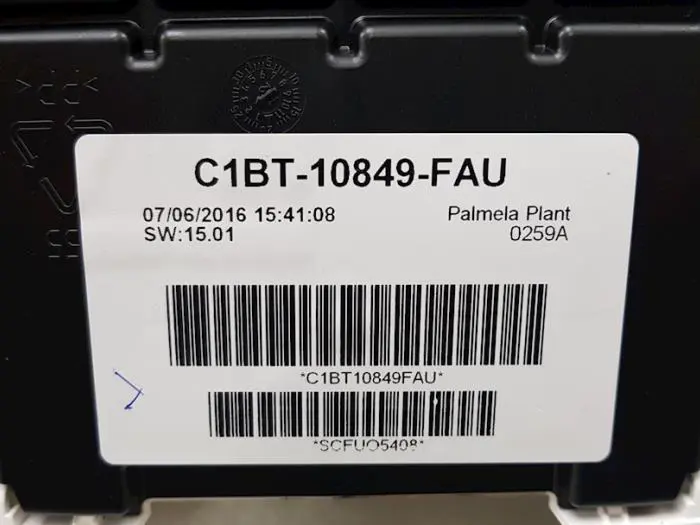 C1BT-10849-FAU
07/06/2016 15:41:08 Palmela Plant
SW:15.01 0259A
*C1BT10849FAU*
*SCFUO5408*